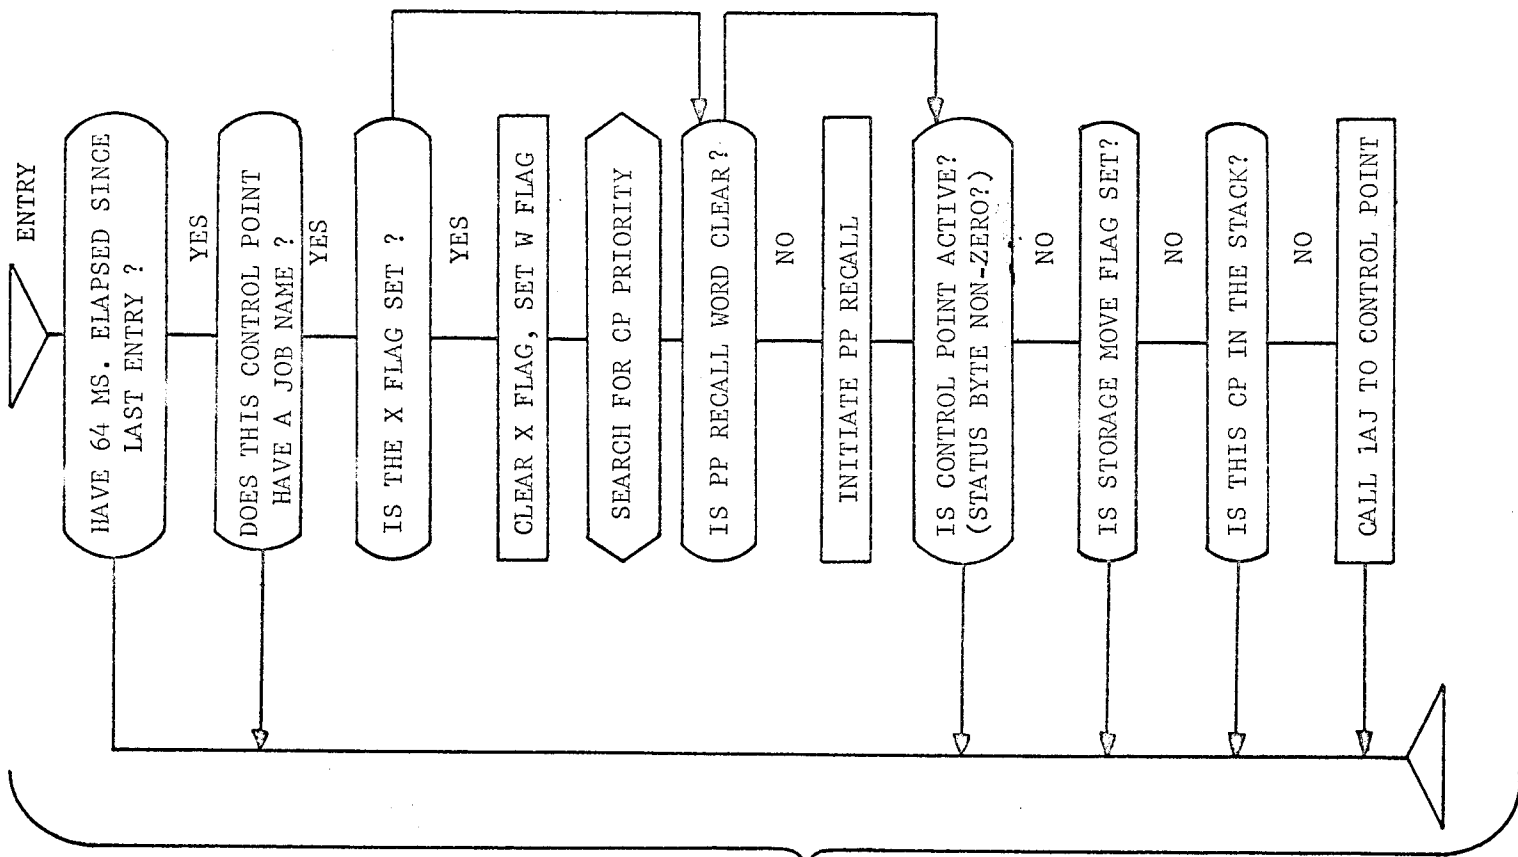 ENTRY
HAVE 64 MS. ELAPSED SINCE
LAST ENTRY ?
YES
DOES THIS CONTROL POINT
HAVE A JOB NAME ?
YES
IS THE X FLAG SET ?
YES
CLEAR X FLAG, SET W FLAG
SEARCH FOR CP PRIORITY
IS PP RECALL WORD CLEAR?
NO
INITIATE PP RECALL
IS CONTROL POINT ACTIVE?
(STATUS BYTE NON-ZERO?)
NO
IS STORAGE MOVE FLAG SET?
NO
IS THIS CP IN THE STACK?
NO
CALL 1AJ TO CONTROL POINT